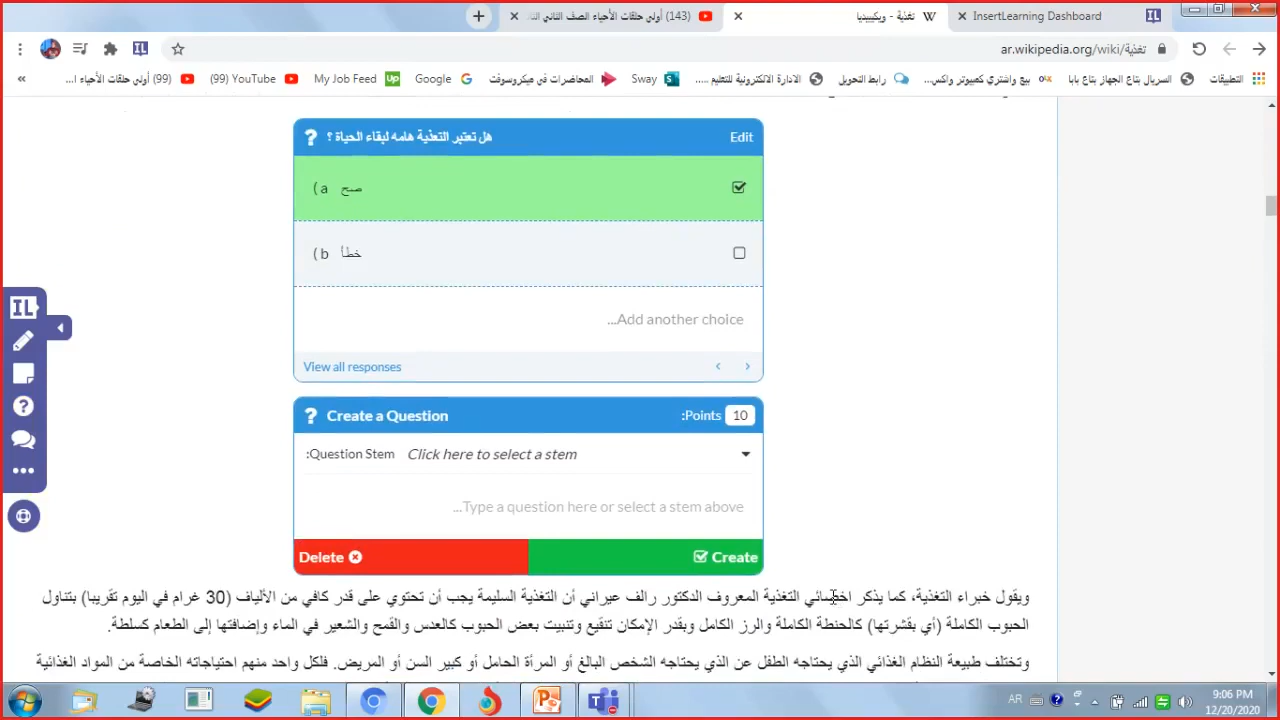 InsertLearning Dashboard
تغذية - ويكيبيديا
(143) أولي حلقات الأحياء الصف الثاني الثا
ar.wikipedia.org/wiki/تغذية
التطبيقات
السريال بتاع الجهاز بتاع بابا
بيع واشتري كمبيوتر واكس...
رابط التحويل
الادارة الالكترونية للتعليم ......
Sway
المحاضرات في ميكروسوفت
Google
My Job Feed
(99) YouTube
(99) أولي حلقات الأحياء ا...
هل تعتبر التغذية هامه لبقاء الحياة ؟
Edit
a) صح
b) خطأ
Add another choice...
View all responses
Create a Question
Points: 10
Question Stem: Click here to select a stem
Type a question here or select a stem above...
Delete
Create
ويقول خبراء التغذية، كما يذكر اخصائي التغذية المعروف الدكتور رالف عيراني أن التغذية السليمة يجب أن تحتوي على قدر كافي من الألياف (30 غرام في اليوم تقريبا) بتناول
الحبوب الكاملة (أي بقشرتها) كالحنطة الكاملة والرز الكامل وبقدر الإمكان تنقيع وتنبيت بعض الحبوب كالعدس والقمح والشعير في الماء وإضافتها إلى الطعام كسلطة.
وتختلف طبيعة النظام الغذائي الذي يحتاجه الطفل عن الذي يحتاجه الشخص البالغ أو المرأة الحامل أو كبير السن أو المريض. فلكل واحد منهم احتياجاته الخاصة من المواد الغذائية
IL
Up
AR
9:06 PM
12/20/2020